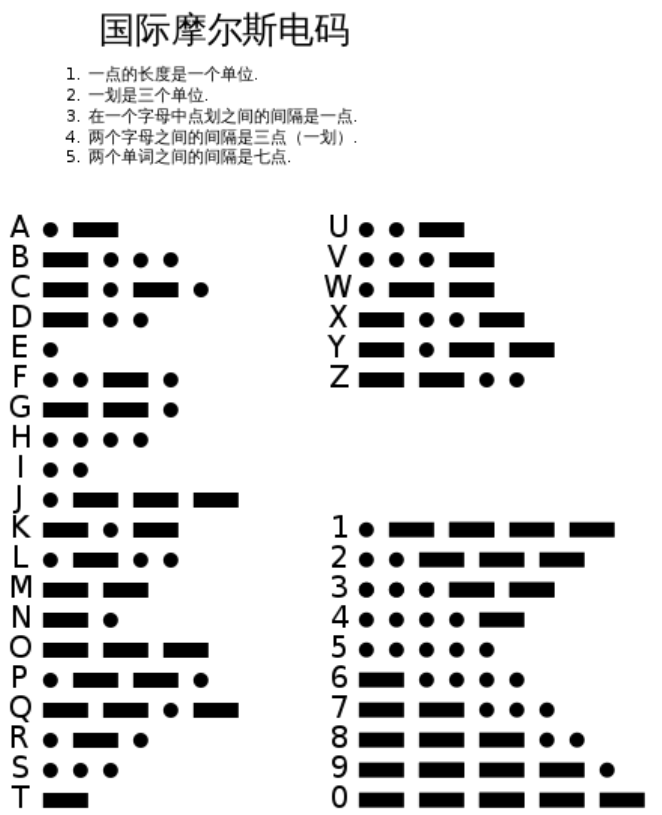 国际摩尔斯电码
1. 一点的长度是一个单位.
2. 一划是三个单位.
3. 在一个字母中点划之间的间隔是一点.
4. 两个字母之间的间隔是三点（一划）.
5. 两个单词之间的间隔是七点.
A
B
C
D
E
F
G
H
I
J
K
L
M
N
O
P
Q
R
S
T
U
V
W
X
Y
Z
1
2
3
4
5
6
7
8
9
0